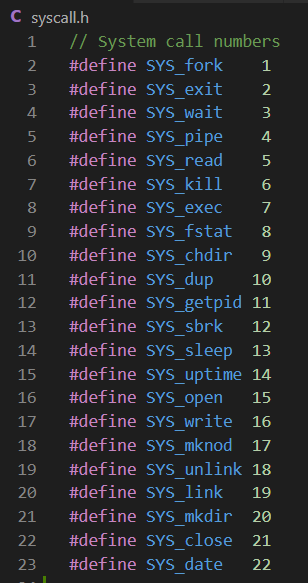 syscall.h
1 // System call numbers
2 #define SYS_fork 1
3 #define SYS_exit 2
4 #define SYS_wait 3
5 #define SYS_pipe 4
6 #define SYS_read 5
7 #define SYS_kill 6
8 #define SYS_exec 7
9 #define SYS_fstat 8
10 #define SYS_chdir 9
11 #define SYS_dup 10
12 #define SYS_getpid 11
13 #define SYS_sbrk 12
14 #define SYS_sleep 13
15 #define SYS_uptime 14
16 #define SYS_open 15
17 #define SYS_write 16
18 #define SYS_mknod 17
19 #define SYS_unlink 18
20 #define SYS_link 19
21 #define SYS_mkdir 20
22 #define SYS_close 21
23 #define SYS_date 22